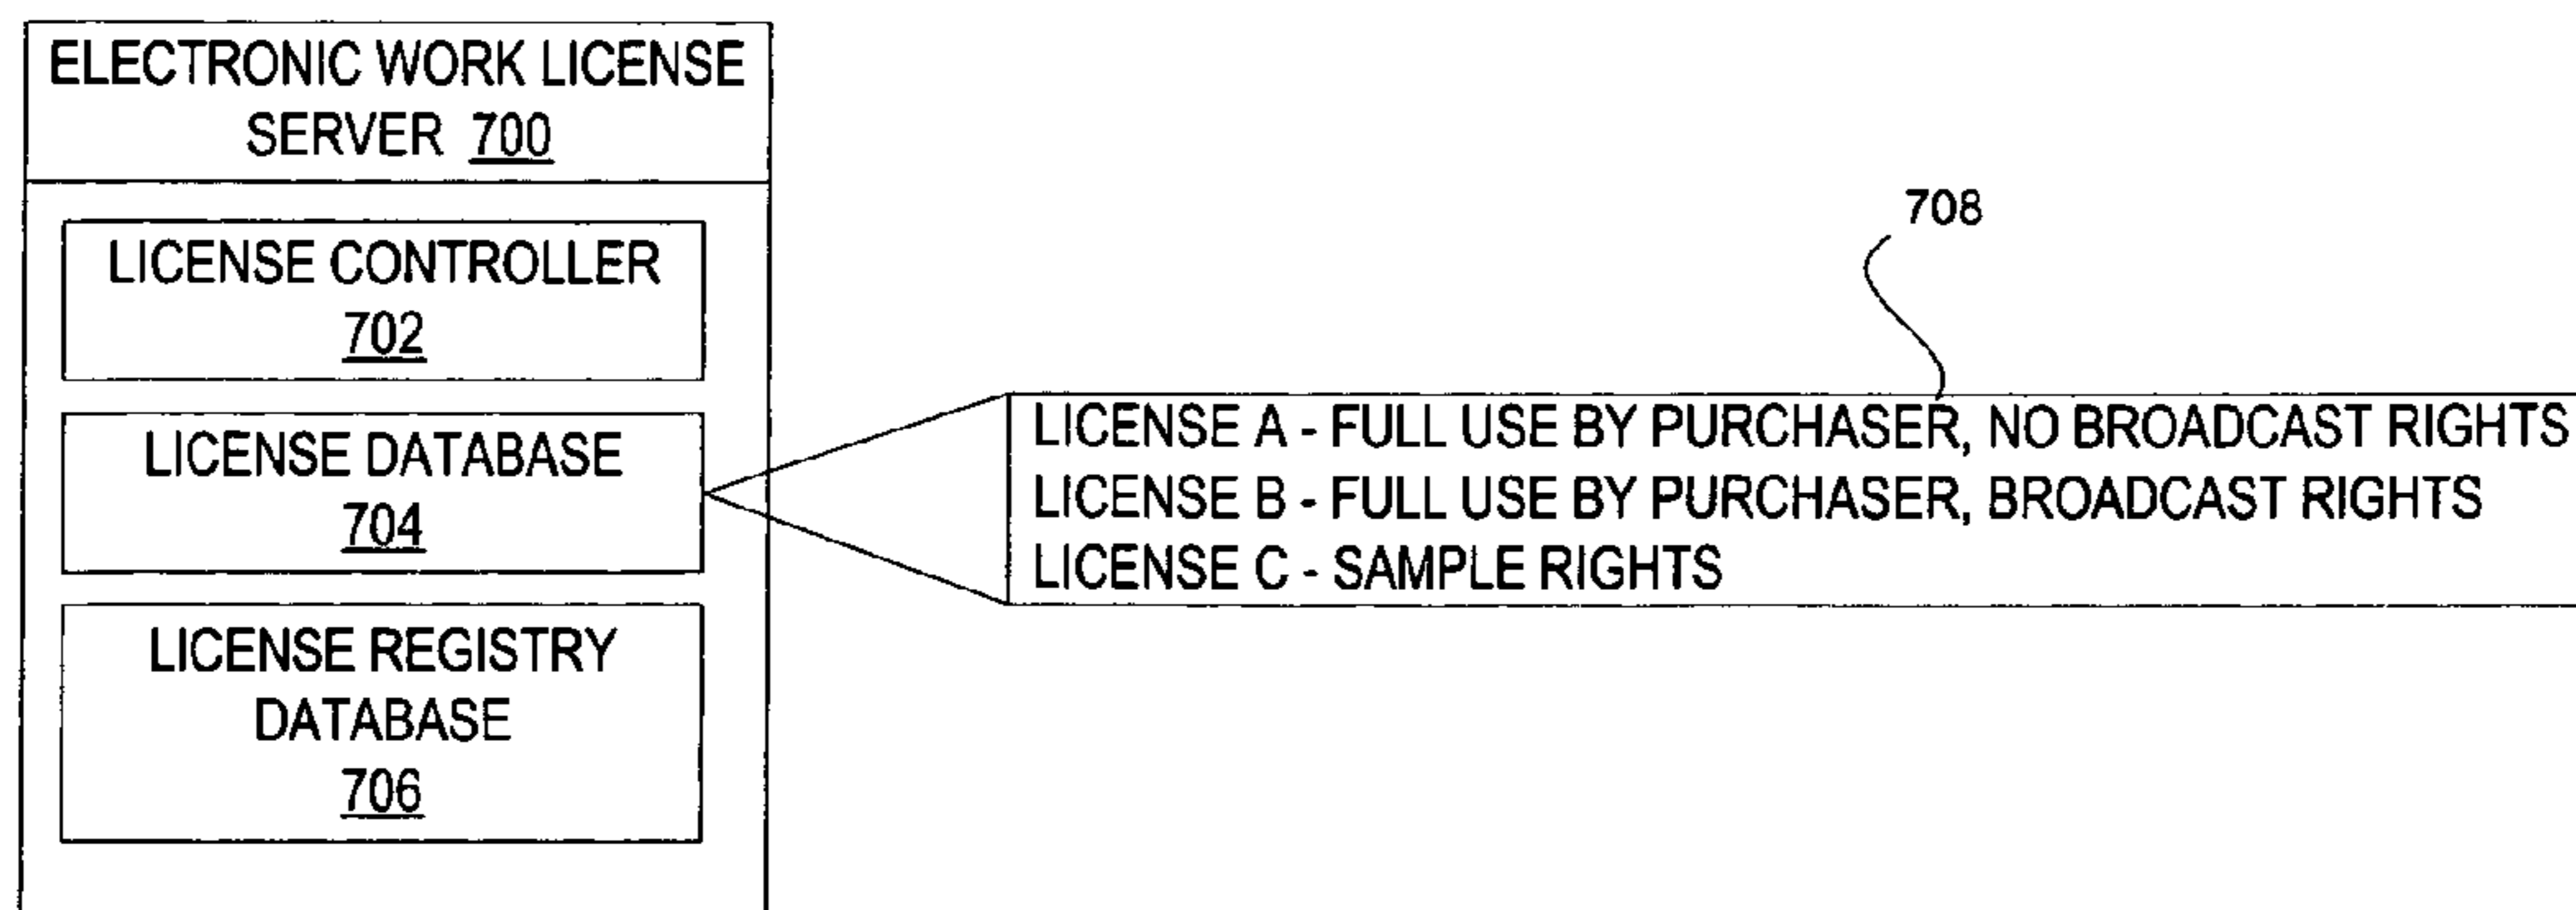 ELECTRONIC WORK LICENSE
SERVER 700
LICENSE CONTROLLER
702
LICENSE DATABASE
704
LICENSE REGISTRY
DATABASE
706
708
LICENSE A - FULL USE BY PURCHASER, NO BROADCAST RIGHTS
LICENSE B - FULL USE BY PURCHASER, BROADCAST RIGHTS
LICENSE C - SAMPLE RIGHTS